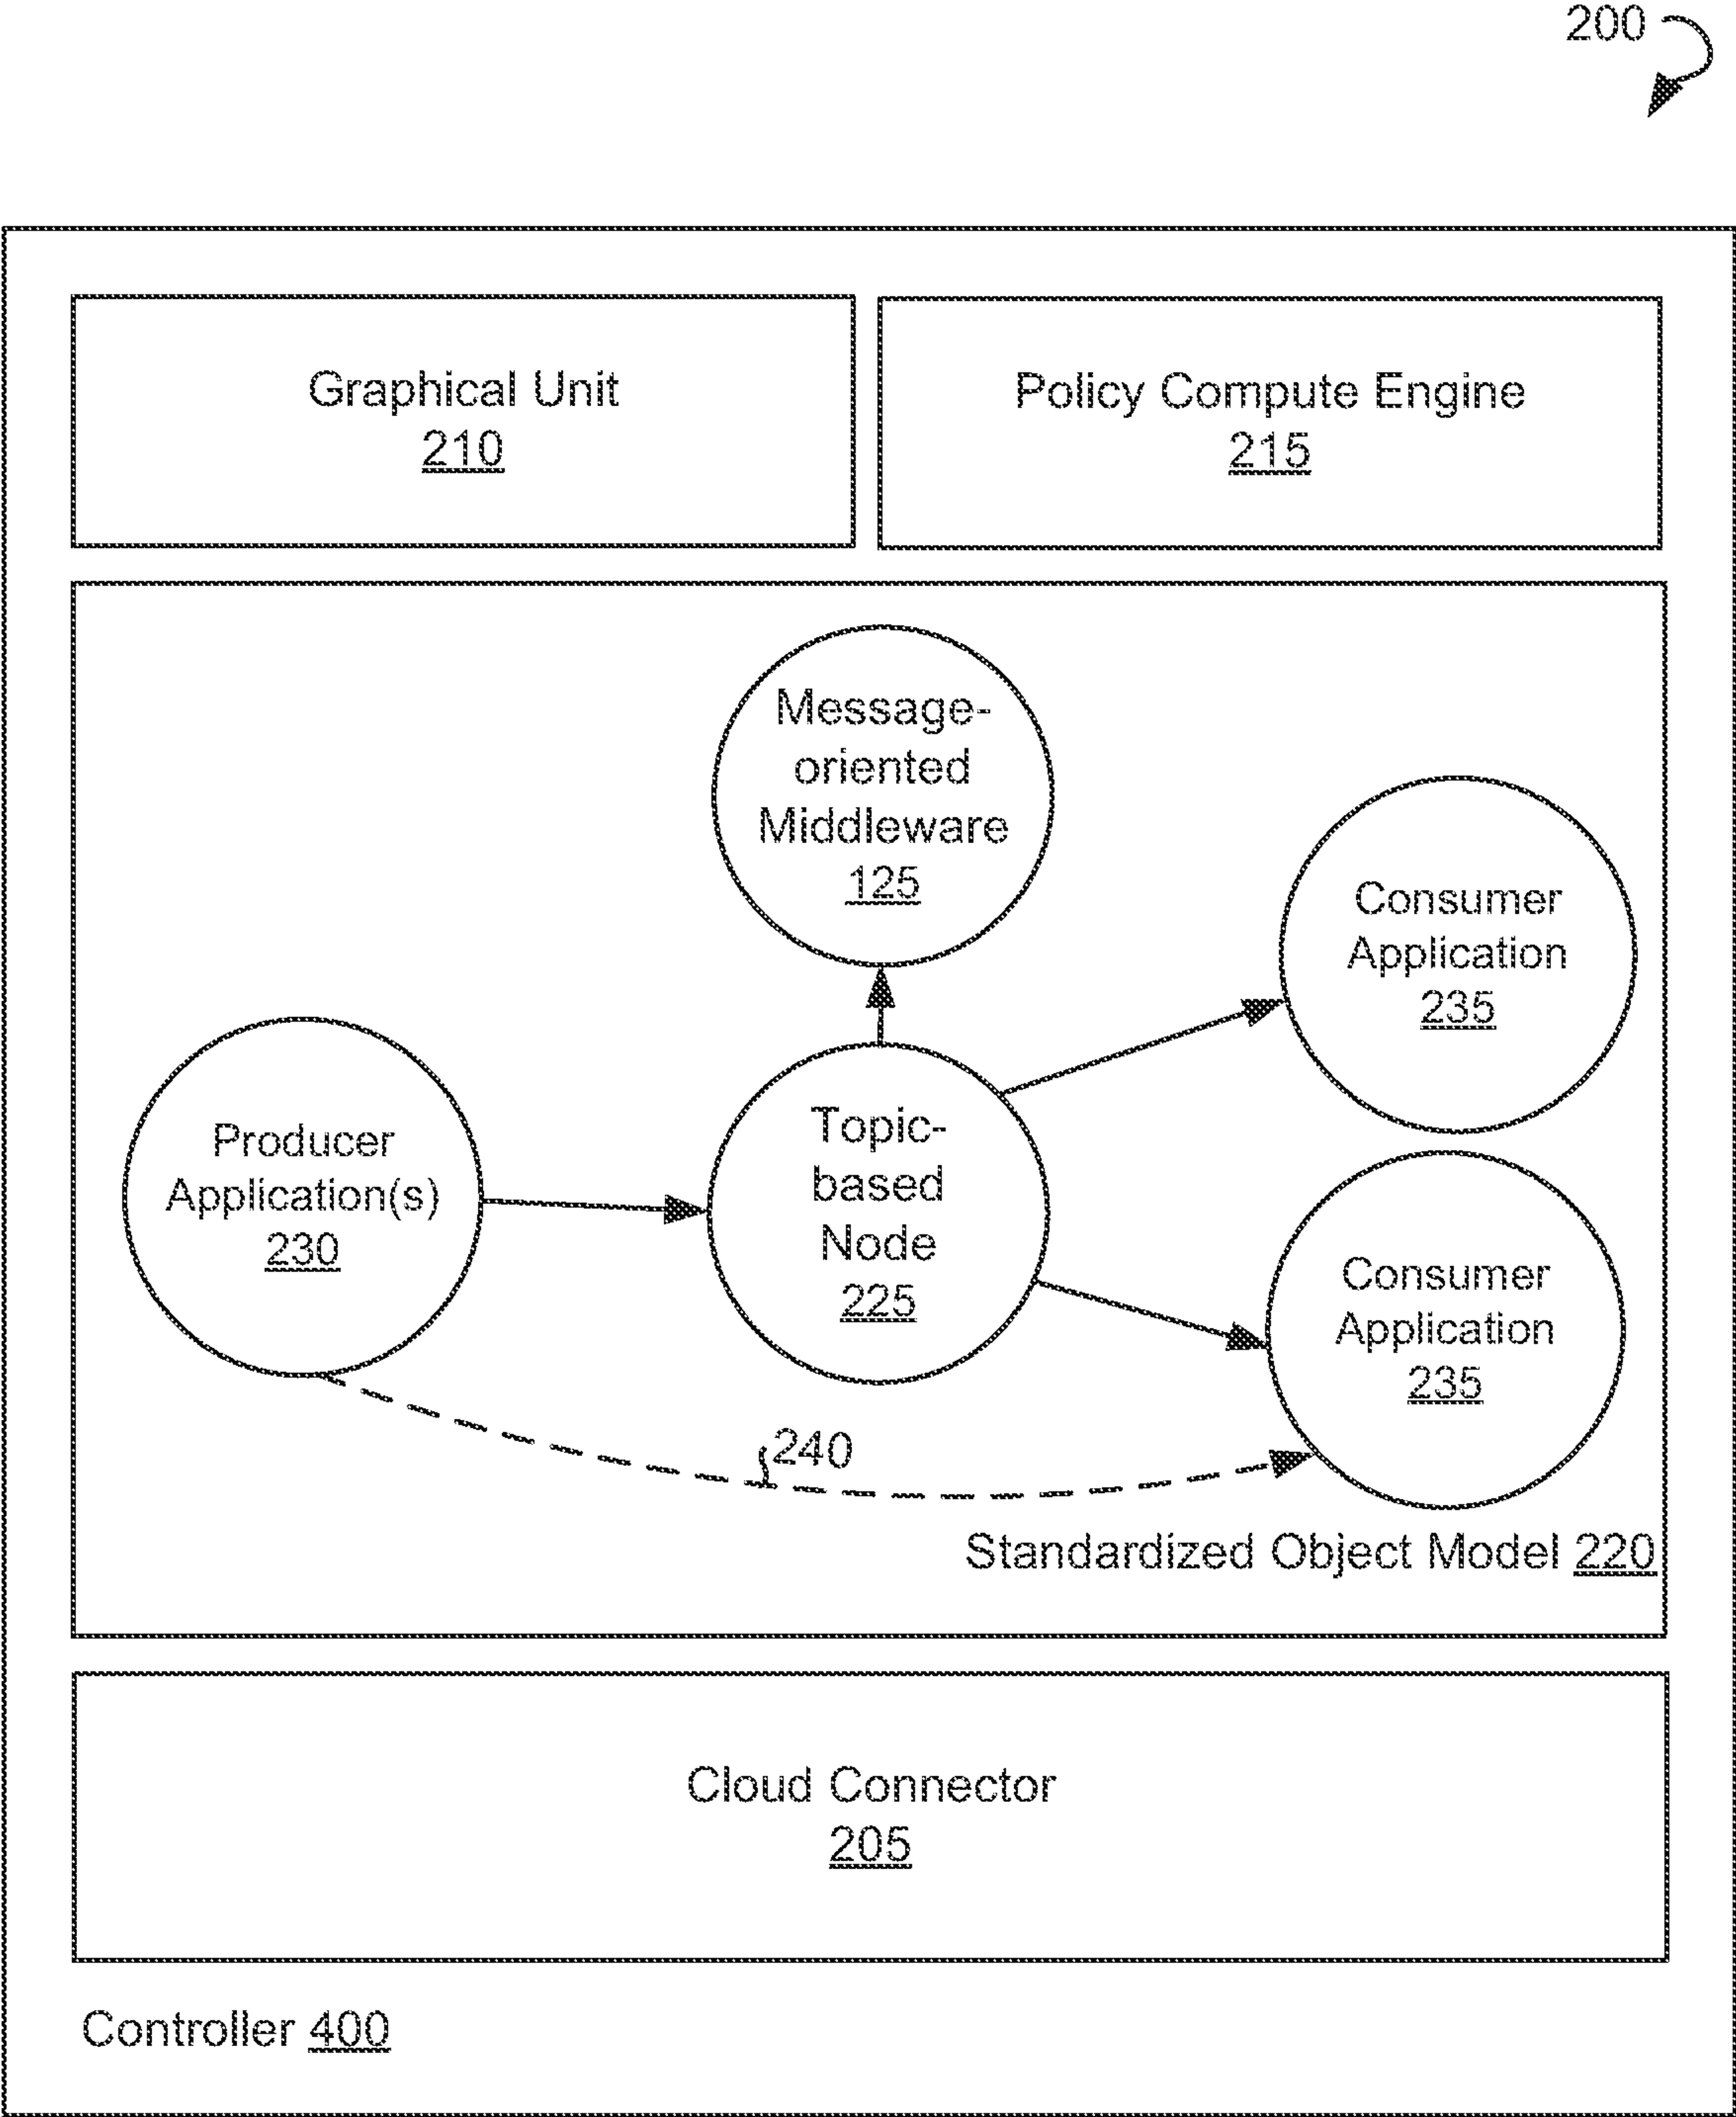 200
Graphical Unit
210
Policy Compute Engine
215
Message-
oriented
Middleware
125
Consumer
Application
235
Producer
Application(s)
230
Topic-
based
Node
225
Consumer
Application
235
240
Standardized Object Model 220
Cloud Connector
205
Controller 400